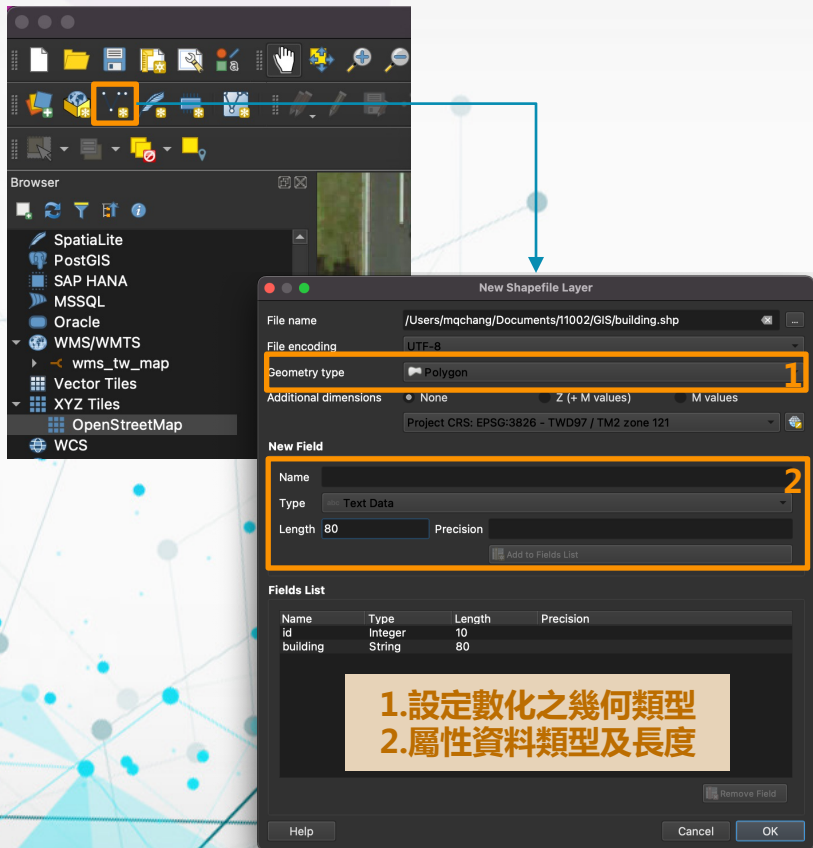 Browser
SpatiaLite
PostGIS
SAP HANA
MSSQL
Oracle
WMS/WMTS
wms_tw_map
Vector Tiles
XYZ Tiles
OpenStreetMap
WCS
New Shapefile Layer
File name /Users/mqchang/Documents/11002/GIS/building.shp ...
File encoding UTF-8
Geometry type Polygon 1
Additional dimensions None Z (+ M values) M values
Project CRS: EPSG:3826 - TWD97 / TM2 zone 121
New Field
Name 2
Type abc Text Data
Length 80 Precision
Add to Fields List
Fields List
Name Type Length Precision
id Integer 10
building String 80
1.設定數化之幾何類型
2.屬性資料類型及長度
Remove Field
Help Cancel OK